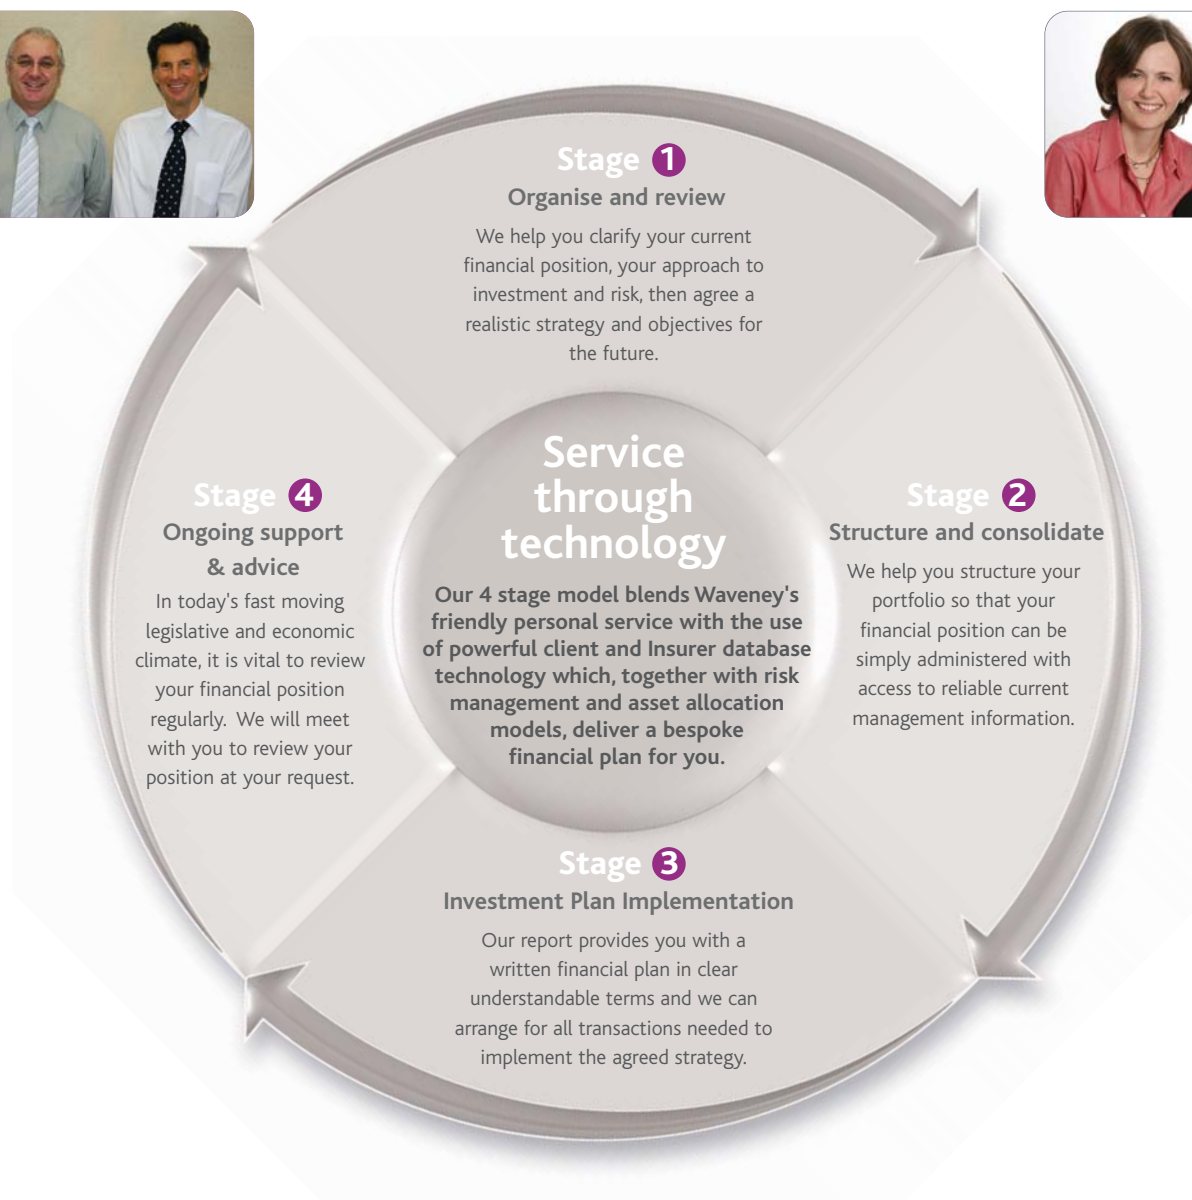 Stage 1
Organise and review
We help you clarify your current
financial position, your approach to
investment and risk, then agree a
realistic strategy and objectives for
the future.
Service
through
technology
Our 4 stage model blends Waveney's
friendly personal service with the use
of powerful client and Insurer database
technology which, together with risk
management and asset allocation
models, deliver a bespoke
financial plan for you.
Stage 2
Structure and consolidate
We help you structure your
portfolio so that your
financial position can be
simply administered with
access to reliable current
management information.
Stage 3
Investment Plan Implementation
Our report provides you with a
written financial plan in clear
understandable terms and we can
arrange for all transactions needed to
implement the agreed strategy.
Stage 4
Ongoing support
& advice
In today's fast moving
legislative and economic
climate, it is vital to review
your financial position
regularly. We will meet
with you to review your
position at your request.